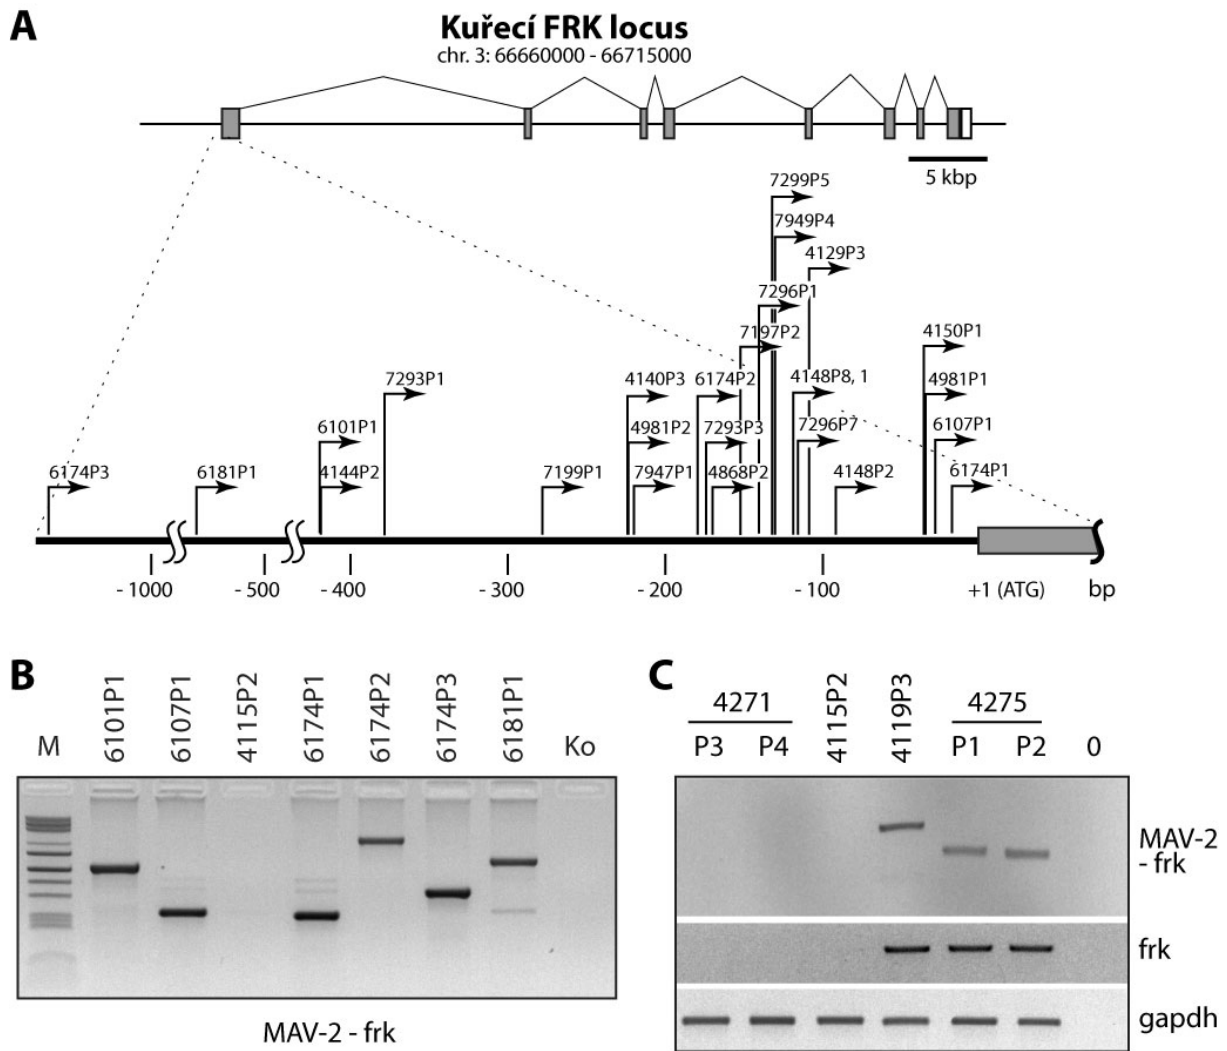 A
Kuřecí FRK locus
chr. 3: 66660000 - 66715000
5 kbp
7299P5
7949P4
4129P3
7296P1
7197P2
4150P1
7293P1
4140P3
6174P2
4148P8, 1
4981P1
6101P1
4981P2
7293P3
7296P7
6107P1
6174P3
6181P1
4144P2
7199P1
7947P1
4868P2
4148P2
6174P1
- 1000
- 500
- 400
- 300
- 200
- 100
+1 (ATG)
bp
B
M
6101P1
6107P1
4115P2
6174P1
6174P2
6174P3
6181P1
Ko
MAV-2 - frk
C
4271
4115P2
4119P3
4275
P3
P4
P1
P2
0
MAV-2
- frk
frk
gapdh